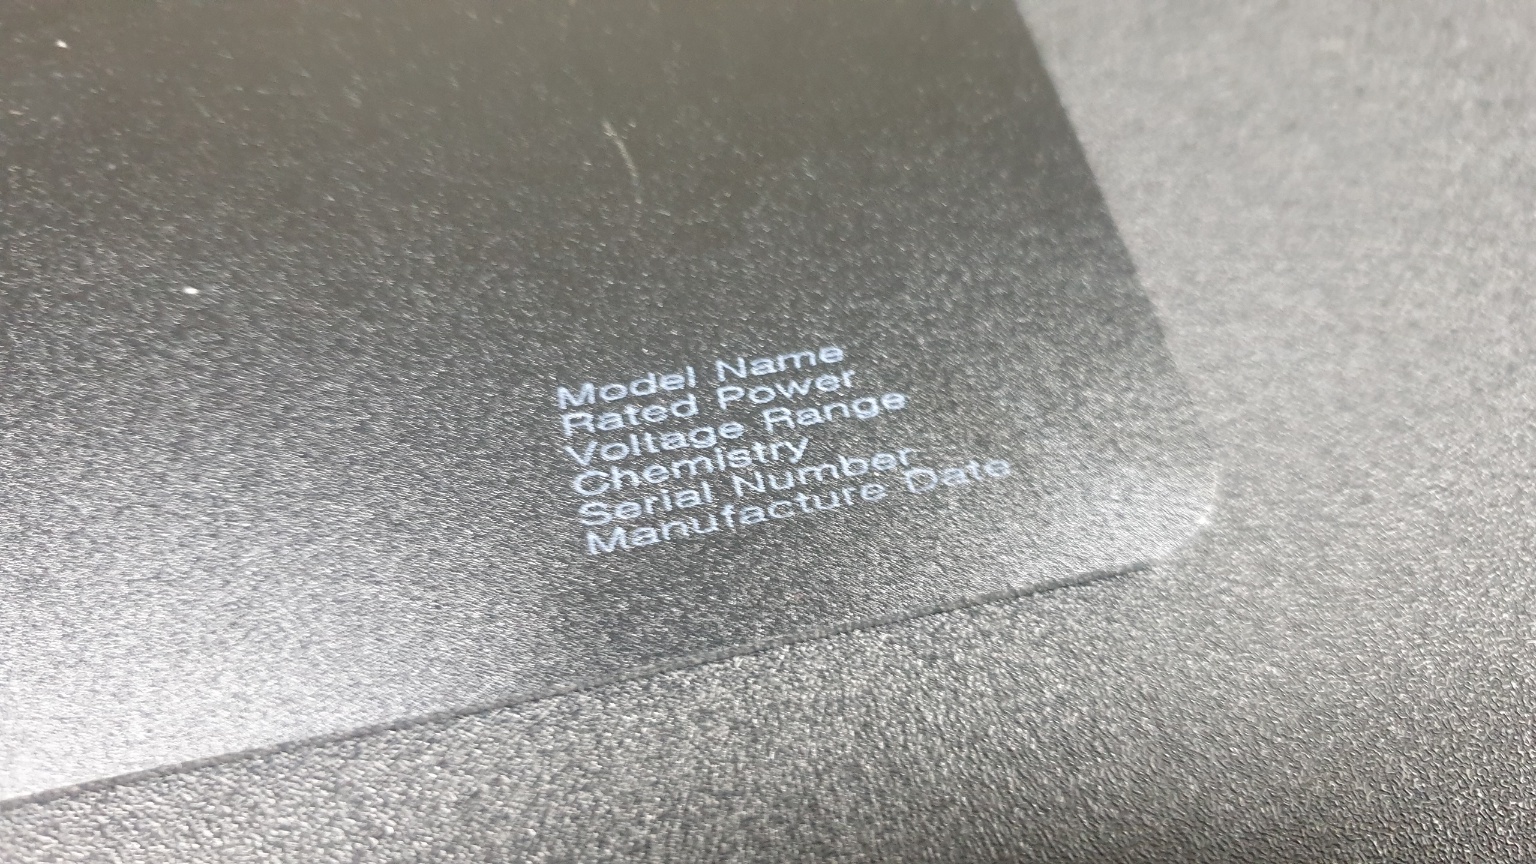 Model Name
Rated Power
Voltage Range
Chemistry
Serial Number
Manufacture Date